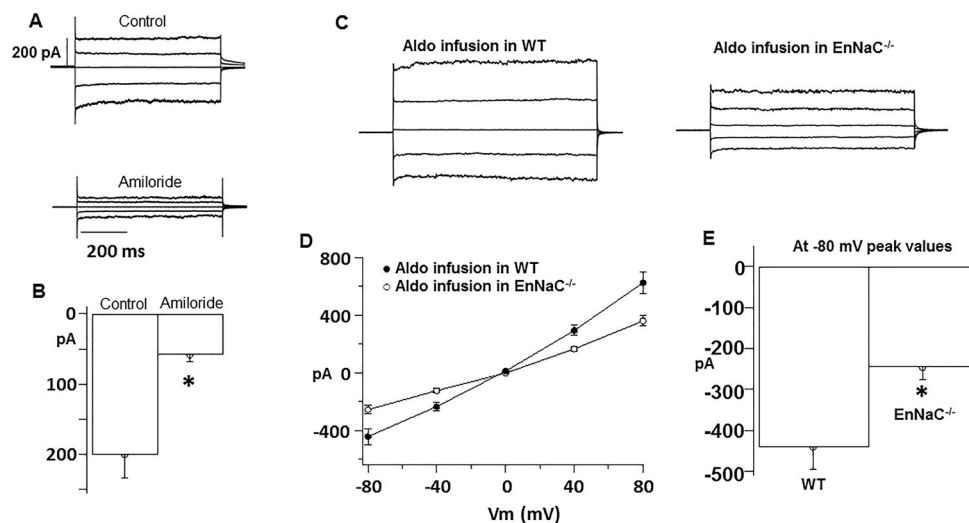 A
Control
200 pA
Amiloride
200 ms
B
Control Amiloride
0
pA
100
200
*
C
Aldo infusion in WT
Aldo infusion in EnNaC-/-
D
800
400
pA 0
-400
Aldo infusion in WT
Aldo infusion in EnNaC-/-
-80 -40 0 40 80
Vm (mV)
E
At -80 mV peak values
0
-100
-200
pA
-300
-400
-500
*
EnNaC-/-
WT